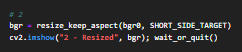 # 2
bgr = resize_keep_aspect(bgr0, SHORT_SIDE_TARGET)
cv2.imshow("2 - Resized", bgr); wait_or_quit()